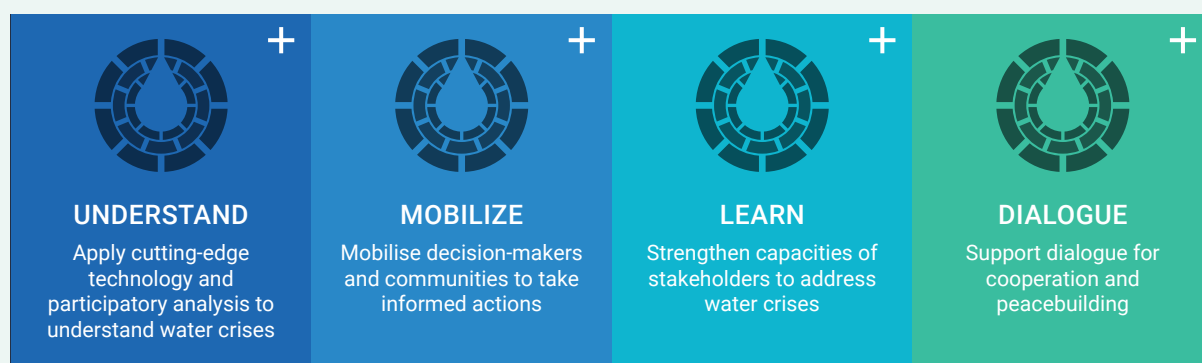 UNDERSTAND
Apply cutting-edge
technology and
participatory analysis to
understand water crises
MOBILIZE
Mobilise decision-makers
and communities to take
informed actions
LEARN
Strengthen capacities of
stakeholders to address
water crises
DIALOGUE
Support dialogue for
cooperation and
peacebuilding